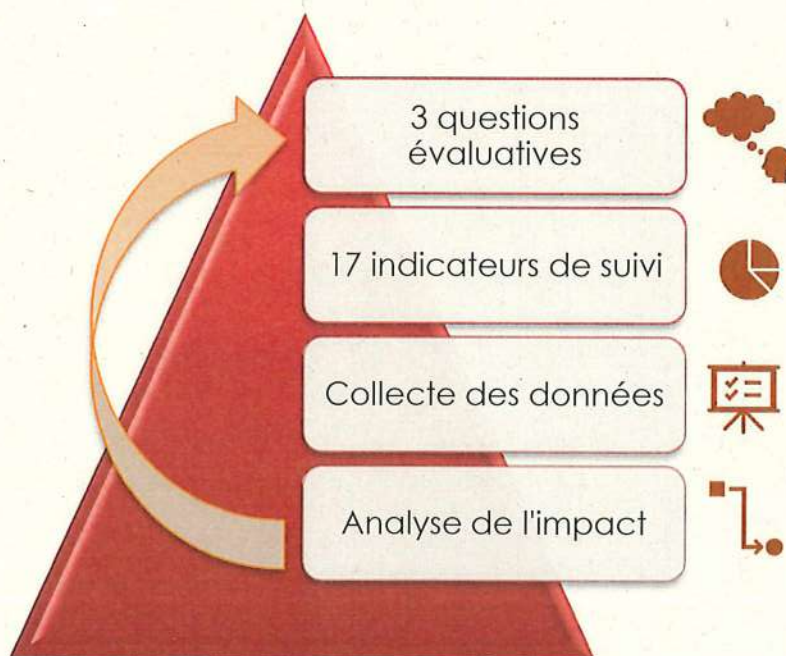 3 questions
évaluatives
17 indicateurs de suivi
Collecte des données
Analyse de l'impact